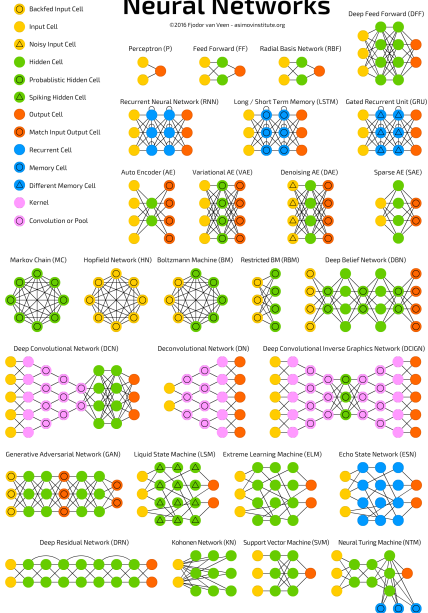 Neural Networks
©2016 Fjodor van Veen - asimovinstitute.org
Backfed Input Cell
Input Cell
Noisy Input Cell
Hidden Cell
Probablistic Hidden Cell
Spiking Hidden Cell
Output Cell
Match Input Output Cell
Recurrent Cell
Memory Cell
Different Memory Cell
Kernel
Convolution or Pool
Deep Feed Forward (DFF)
Perceptron (P)
Feed Forward (FF)
Radial Basis Network (RBF)
Recurrent Neural Network (RNN)
Long / Short Term Memory (LSTM)
Gated Recurrent Unit (GRU)
Auto Encoder (AE)
Variational AE (VAE)
Denoising AE (DAE)
Sparse AE (SAE)
Markov Chain (MC)
Hopfield Network (HN)
Boltzmann Machine (BM)
Restricted BM (RBM)
Deep Belief Network (DBN)
Deep Convolutional Network (DCN)
Deconvolutional Network (DN)
Deep Convolutional Inverse Graphics Network (DCIGN)
Generative Adversarial Network (GAN)
Liquid State Machine (LSM)
Extreme Learning Machine (ELM)
Echo State Network (ESN)
Deep Residual Network (DRN)
Kohonen Network (KN)
Support Vector Machine (SVM)
Neural Turing Machine (NTM)